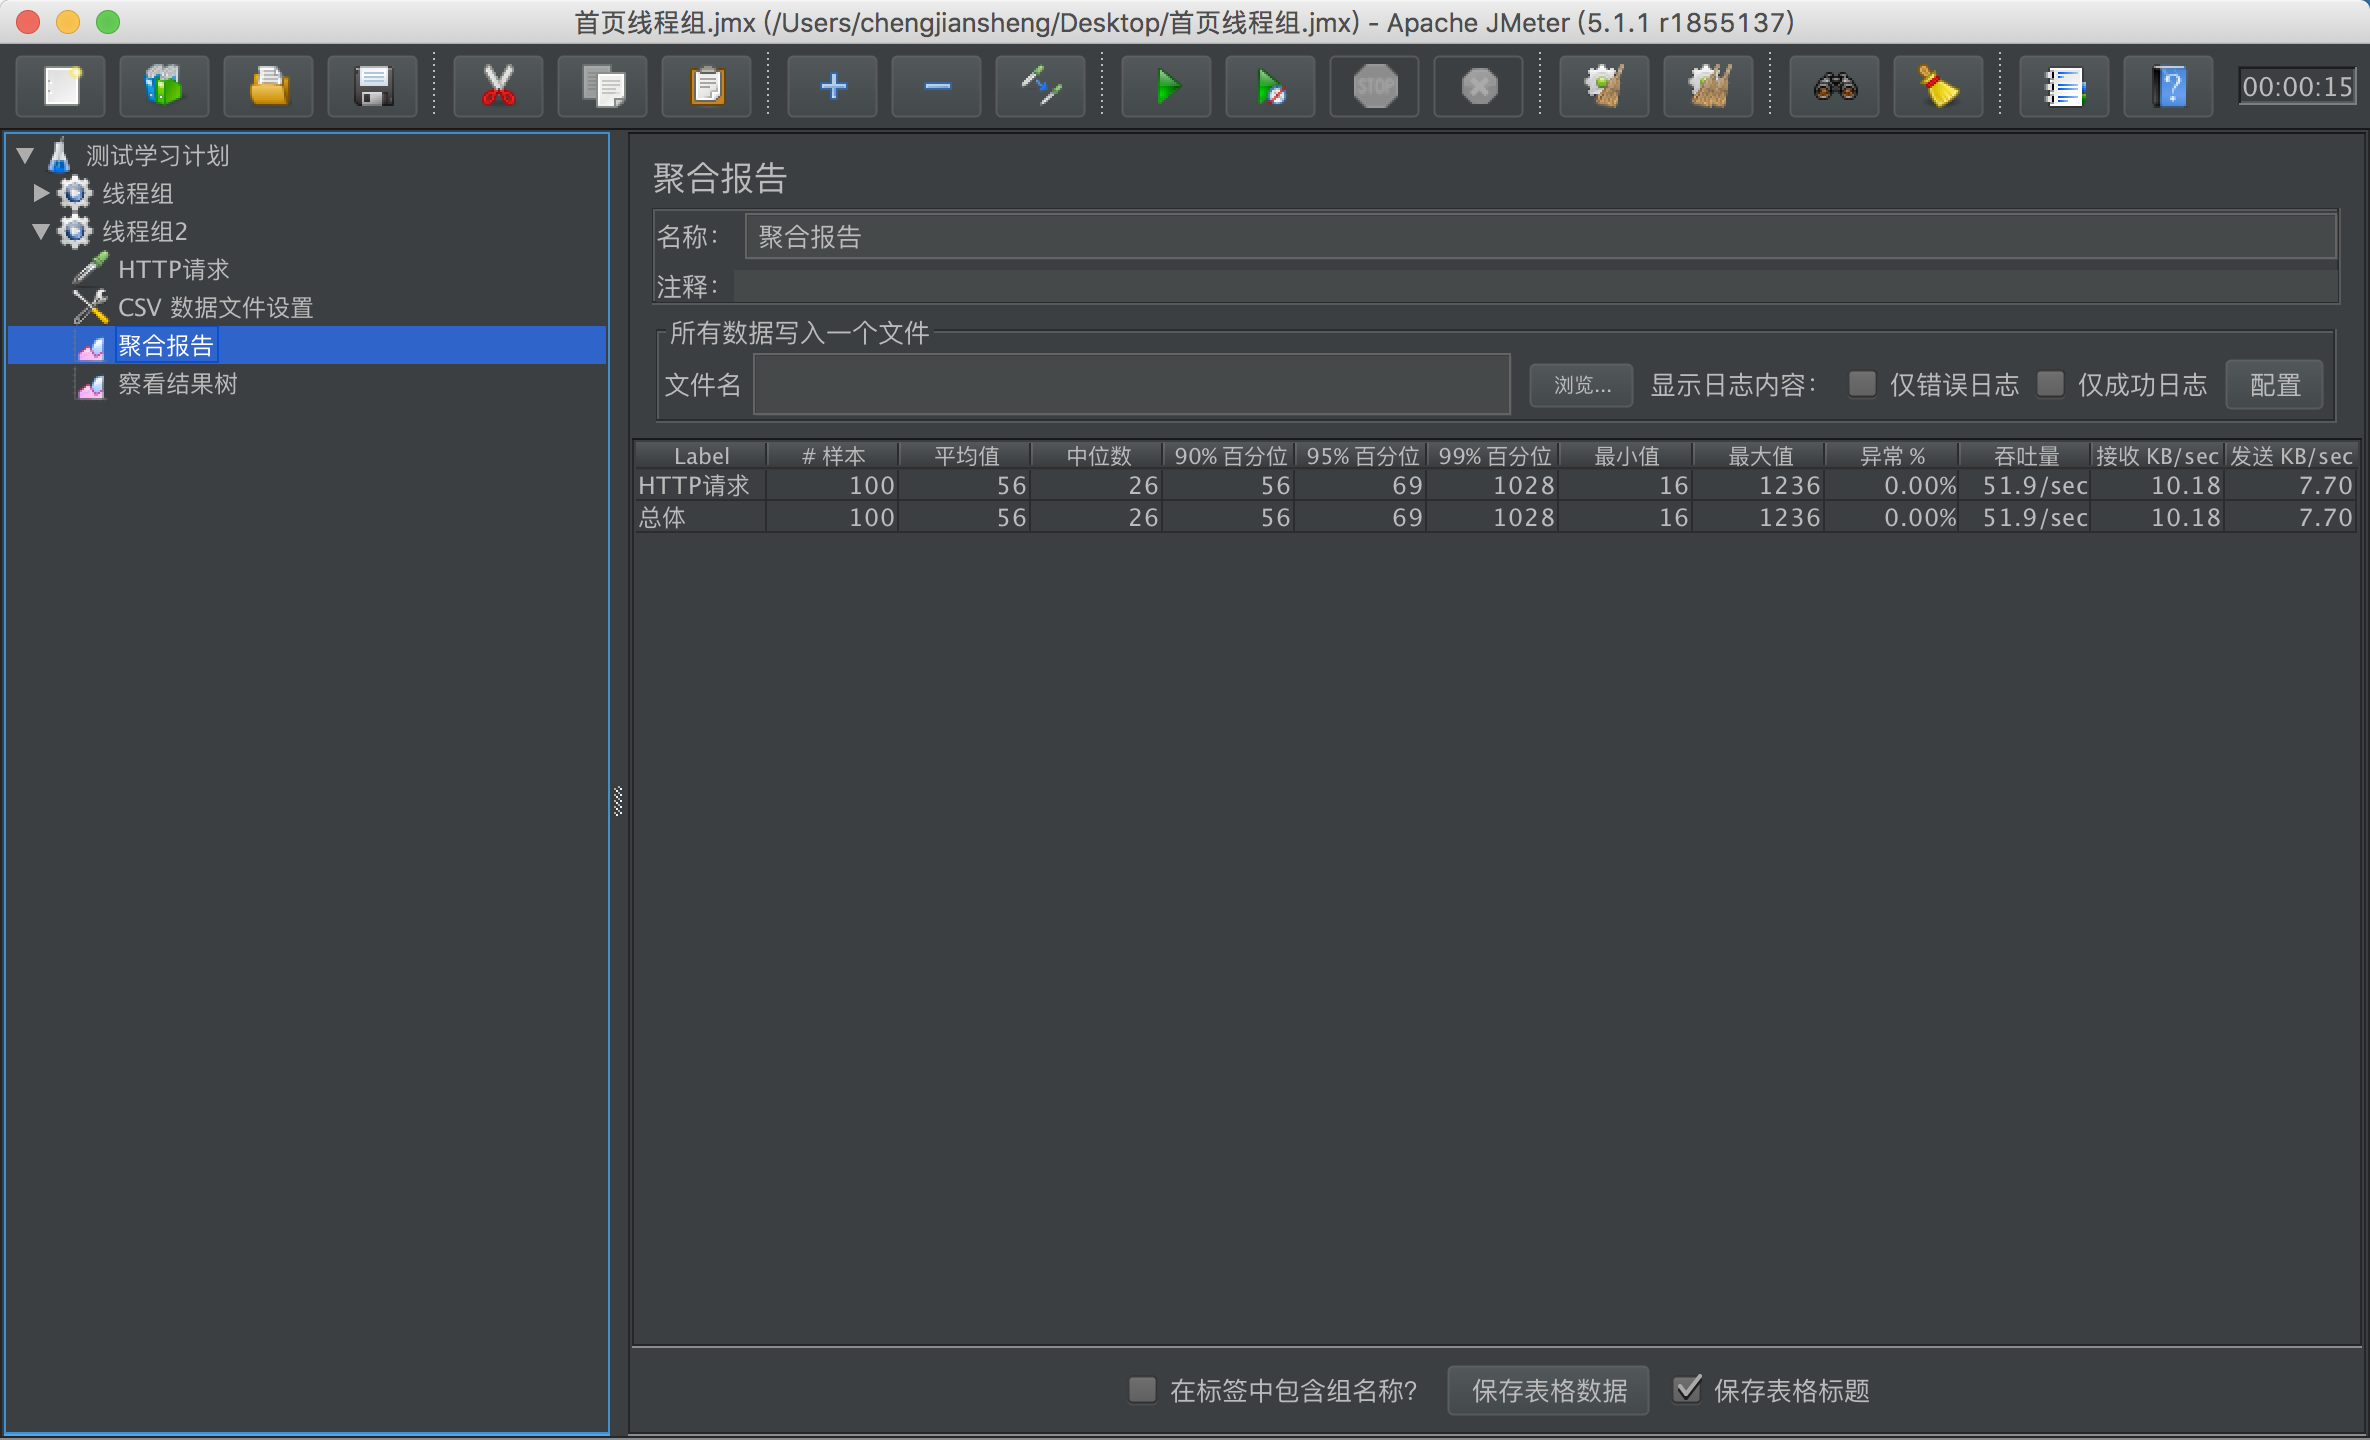 首页线程组.jmx (/Users/chengjiansheng/Desktop/首页线程组.jmx) - Apache JMeter (5.1.1 r1855137)
STOP
00:00:15
测试学习计划
线程组
线程组2
HTTP请求
CSV 数据文件设置
聚合报告
察看结果树
聚合报告
名称： 聚合报告
注释：
所有数据写入一个文件
文件名 浏览... 显示日志内容： 仅错误日志 仅成功日志 配置
Label # 样本 平均值 中位数 90% 百分位 95% 百分位 99% 百分位 最小值 最大值 异常 % 吞吐量 接收 KB/sec 发送 KB/sec
HTTP请求 100 56 26 56 69 1028 16 1236 0.00% 51.9/sec 10.18 7.70
总体 100 56 26 56 69 1028 16 1236 0.00% 51.9/sec 10.18 7.70
在标签中包含组名称? 保存表格数据 保存表格标题